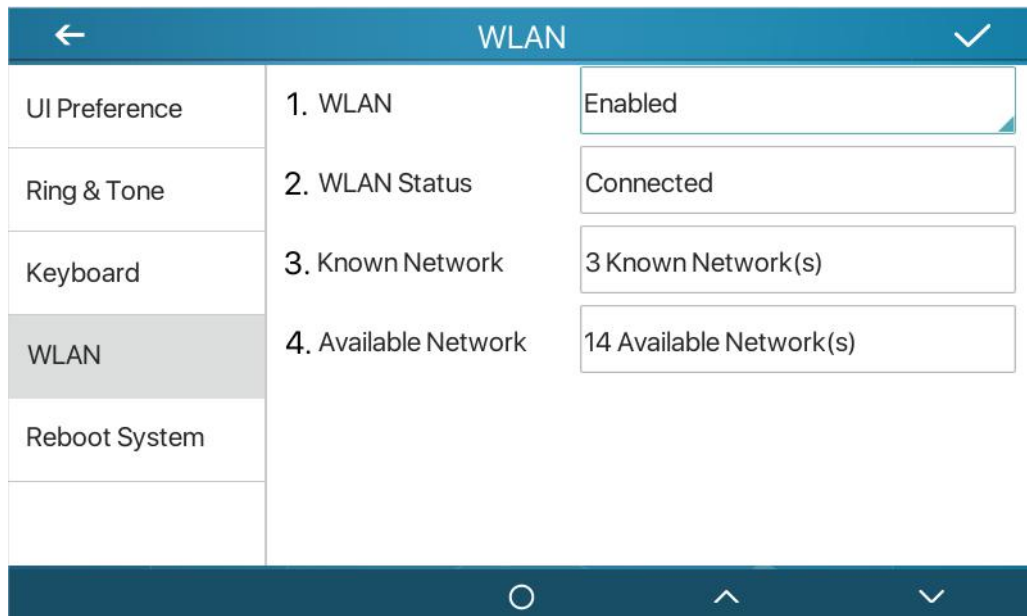 WLAN
UI Preference
Ring & Tone
Keyboard
WLAN
Reboot System
1. WLAN Enabled
2. WLAN Status Connected
3. Known Network 3 Known Network(s)
4. Available Network 14 Available Network(s)